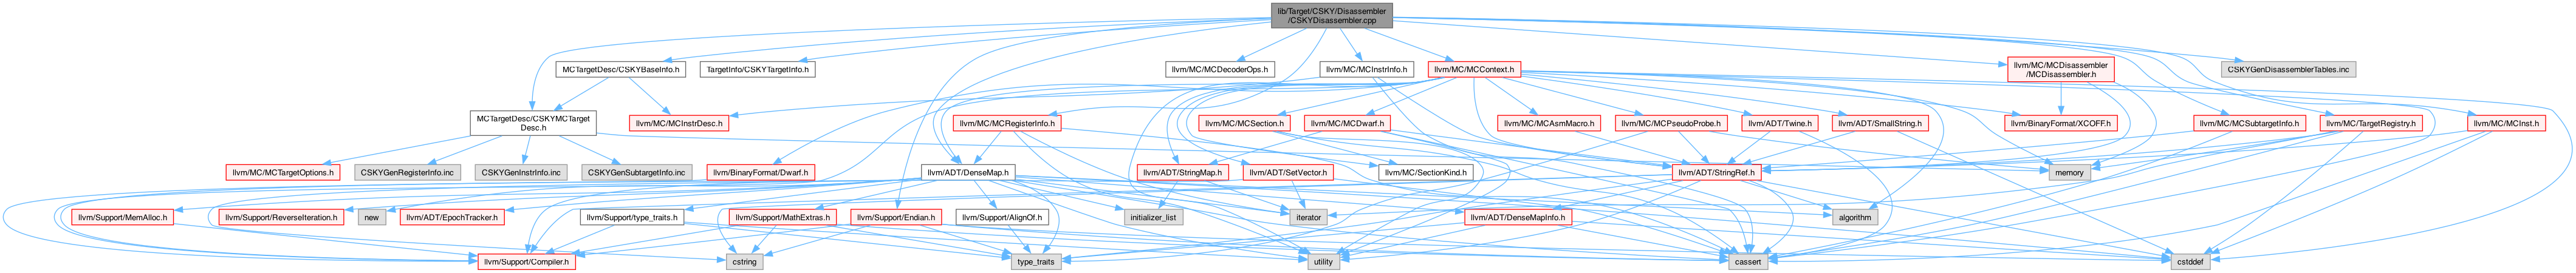 lib/Target/CSKY/Disassembler
/CSKYDisassembler.cpp
MCTargetDesc/CSKYBaseInfo.h
TargetInfo/CSKYTargetInfo.h
llvm/MC/MCDecoderOps.h
llvm/MC/MCInstrInfo.h
llvm/MC/MCContext.h
llvm/MC/MCDisassembler
/MCDisassembler.h
CSKYGenDisassemblerTables.inc
MCTargetDesc/CSKYMCTarget
Desc.h
llvm/MC/MCInstrDesc.h
llvm/MC/MCRegisterInfo.h
llvm/MC/MCSection.h
llvm/MC/MCDwarf.h
llvm/MC/MCAsmMacro.h
llvm/MC/MCPseudoProbe.h
llvm/ADT/Twine.h
llvm/ADT/SmallString.h
llvm/BinaryFormat/XCOFF.h
llvm/MC/MCSubtargetInfo.h
llvm/MC/TargetRegistry.h
llvm/MC/MCInst.h
llvm/MC/MCTargetOptions.h
CSKYGenRegisterInfo.inc
CSKYGenInstrInfo.inc
CSKYGenSubtargetInfo.inc
llvm/BinaryFormat/Dwarf.h
llvm/ADT/DenseMap.h
llvm/ADT/StringMap.h
llvm/ADT/SetVector.h
llvm/MC/SectionKind.h
llvm/ADT/StringRef.h
memory
llvm/Support/MemAlloc.h
llvm/Support/ReverseIteration.h
new
llvm/ADT/EpochTracker.h
llvm/Support/type_traits.h
llvm/Support/MathExtras.h
llvm/Support/Endian.h
llvm/Support/AlignOf.h
initializer_list
iterator
llvm/ADT/DenseMapInfo.h
algorithm
llvm/Support/Compiler.h
cstring
type_traits
utility
cassert
cstddef